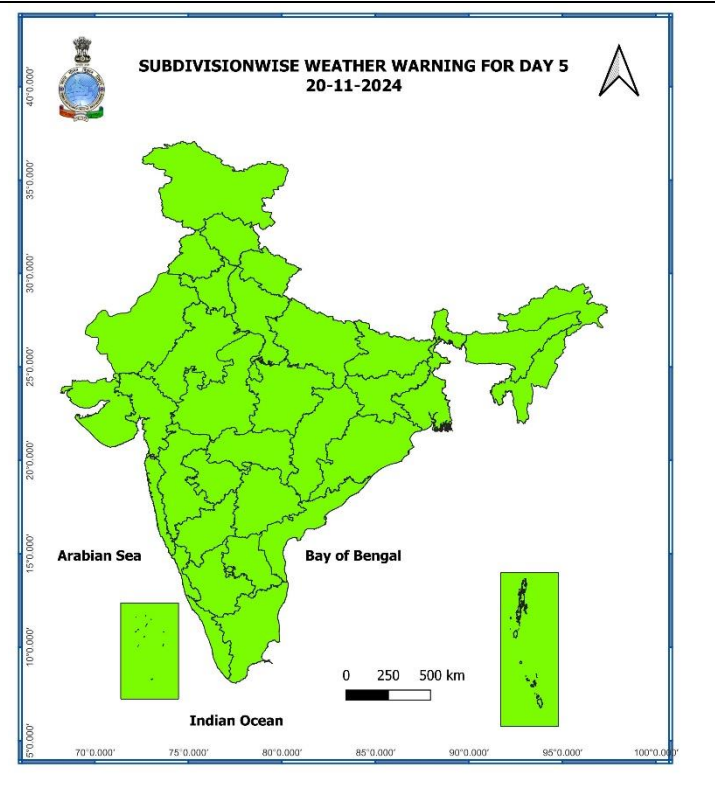 SUBDIVISIONWISE WEATHER WARNING FOR DAY 5
20-11-2024
40°0.000'
35°0.000'
30°0.000'
25°0.000'
20°0.000'
15°0.000'
10°0.000'
5°0.000'
Arabian Sea
Bay of Bengal
0 250 500 km
Indian Ocean
70°0.000' 75°0.000' 80°0.000' 85°0.000' 90°0.000' 95°0.000' 100°0.000'